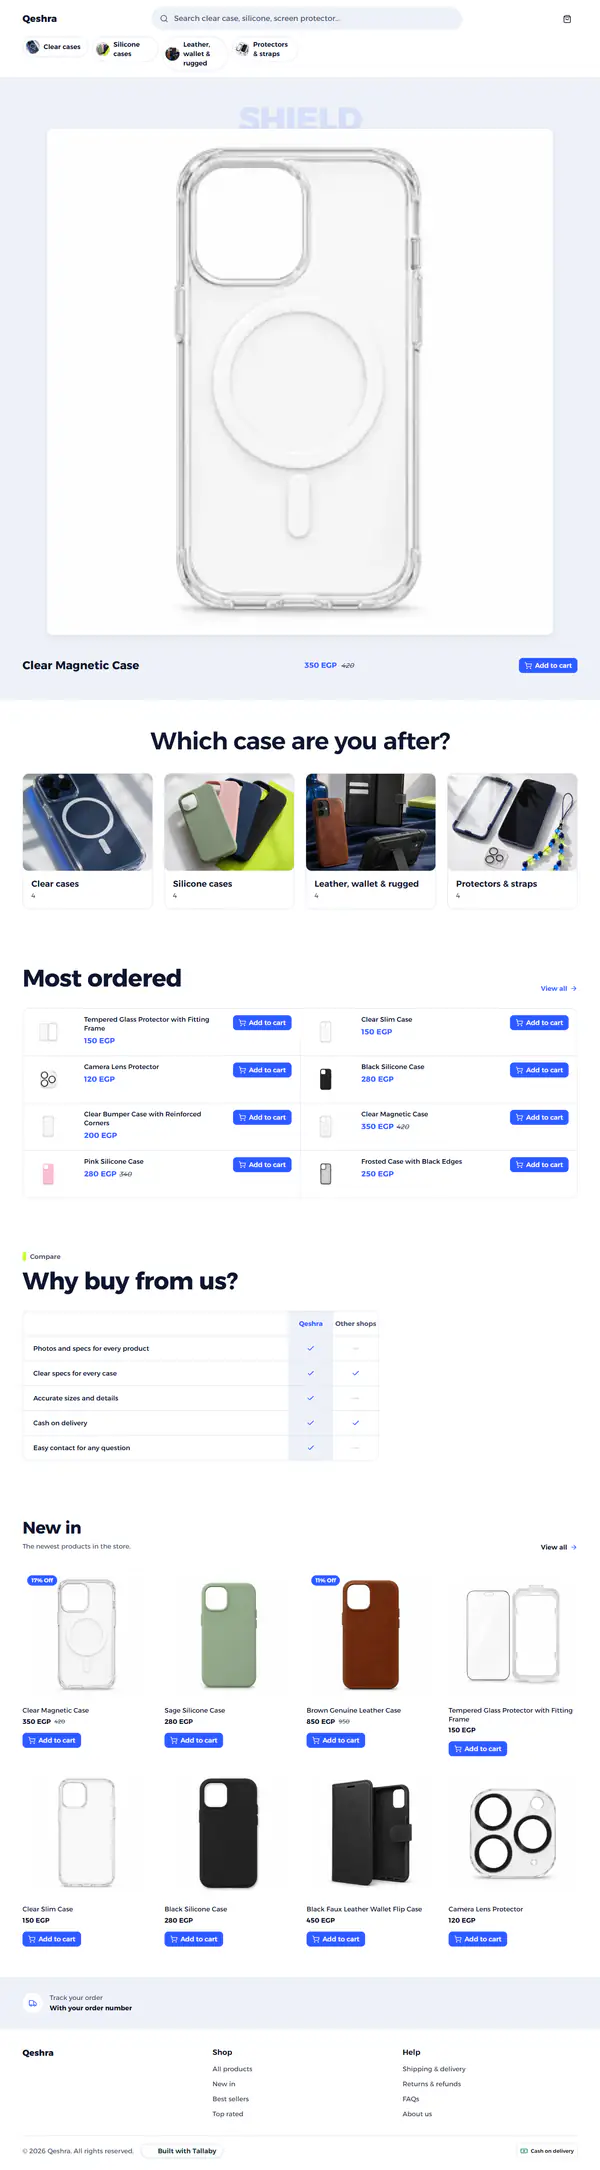 Qeshra
Search clear case, silicone, screen protector...
Clear cases
Silicone
cases
Leather,
wallet &
rugged
Protectors
& straps
SHIELD
Clear Magnetic Case
350 EGP 420
Add to cart
Which case are you after?
Clear cases
4
Silicone cases
4
Leather, wallet & rugged
4
Protectors & straps
4
Most ordered
View all →
Tempered Glass Protector with Fitting
Frame
150 EGP
Add to cart
Clear Slim Case
150 EGP
Add to cart
Camera Lens Protector
120 EGP
Add to cart
Black Silicone Case
280 EGP
Add to cart
Clear Bumper Case with Reinforced
Corners
200 EGP
Add to cart
Clear Magnetic Case
350 EGP 420
Add to cart
Pink Silicone Case
280 EGP 340
Add to cart
Frosted Case with Black Edges
250 EGP
Add to cart
Compare
Why buy from us?
Qeshra Other shops
Photos and specs for every product ✓ —
Clear specs for every case ✓ ✓
Accurate sizes and details ✓ —
Cash on delivery ✓ ✓
Easy contact for any question ✓ —
New in
The newest products in the store.
View all →
17% Off
Clear Magnetic Case
350 EGP 420
Add to cart
Sage Silicone Case
280 EGP
Add to cart
11% Off
Brown Genuine Leather Case
850 EGP 950
Add to cart
Tempered Glass Protector with Fitting
Frame
150 EGP
Add to cart
Clear Slim Case
150 EGP
Add to cart
Black Silicone Case
280 EGP
Add to cart
Black Faux Leather Wallet Flip Case
450 EGP
Add to cart
Camera Lens Protector
120 EGP
Add to cart
Track your order
With your order number
Qeshra
Shop
All products
New in
Best sellers
Top rated
Help
Shipping & delivery
Returns & refunds
FAQs
About us
© 2026 Qeshra. All rights reserved.
Built with Tallaby
Cash on delivery